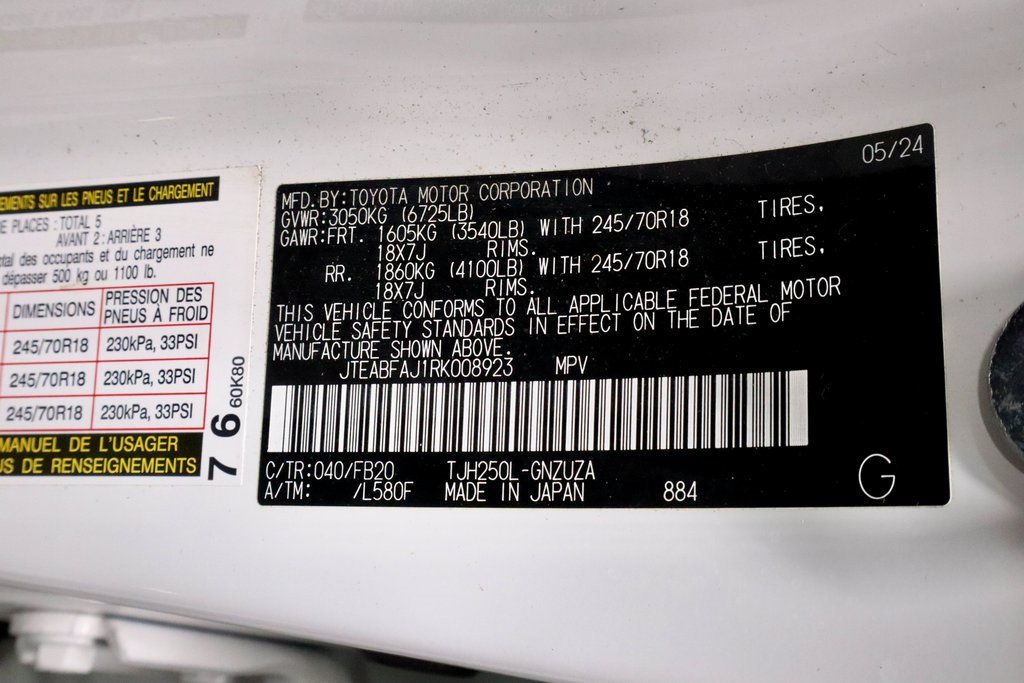 EMENTS SUR LES PNEUS ET LE CHARGEMENT
E PLACES : TOTAL 5
AVANT 2 : ARRIÈRE 3
tal des occupants et du chargement ne
dépasser 500 kg ou 1100 lb.
DIMENSIONS PRESSION DES PNEUS À FROID
245/70R18 230kPa, 33PSI
245/70R18 230kPa, 33PSI
245/70R18 230kPa, 33PSI
MANUEL DE L'USAGER
US DE RENSEIGNEMENTS
7 6 60K80
05/24
MFD. BY: TOYOTA MOTOR CORPORATION
GVWR: 3050KG (6725LB)
GAWR: FRT. 1605KG (3540LB) WITH 245/70R18 TIRES,
18X7J RIMS.
RR. 1860KG (4100LB) WITH 245/70R18 TIRES,
18X7J RIMS.
THIS VEHICLE CONFORMS TO ALL APPLICABLE FEDERAL MOTOR
VEHICLE SAFETY STANDARDS IN EFFECT ON THE DATE OF
MANUFACTURE SHOWN ABOVE.
JTEABFAJ1RK008923 MPV
C/TR: 040/FB20 TJH250L-GNZUZA
A/TM: /L580F MADE IN JAPAN 884
G